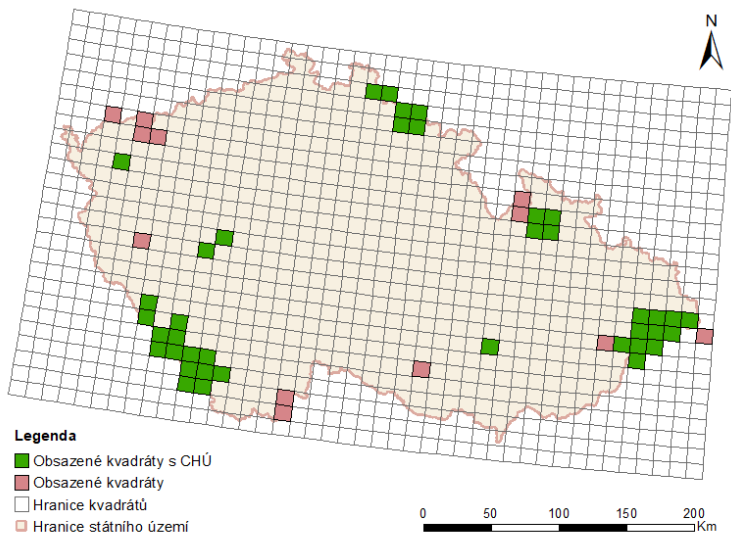 N
Legenda
Obsazené kvadráty s CHÚ
Obsazené kvadráty
Hranice kvadrátů
Hranice státního území
0 50 100 150 200
Km